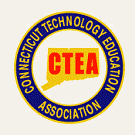 CONNECTICUT TECHNOLOGY EDUCATION
CTEA
ASSOCIATION